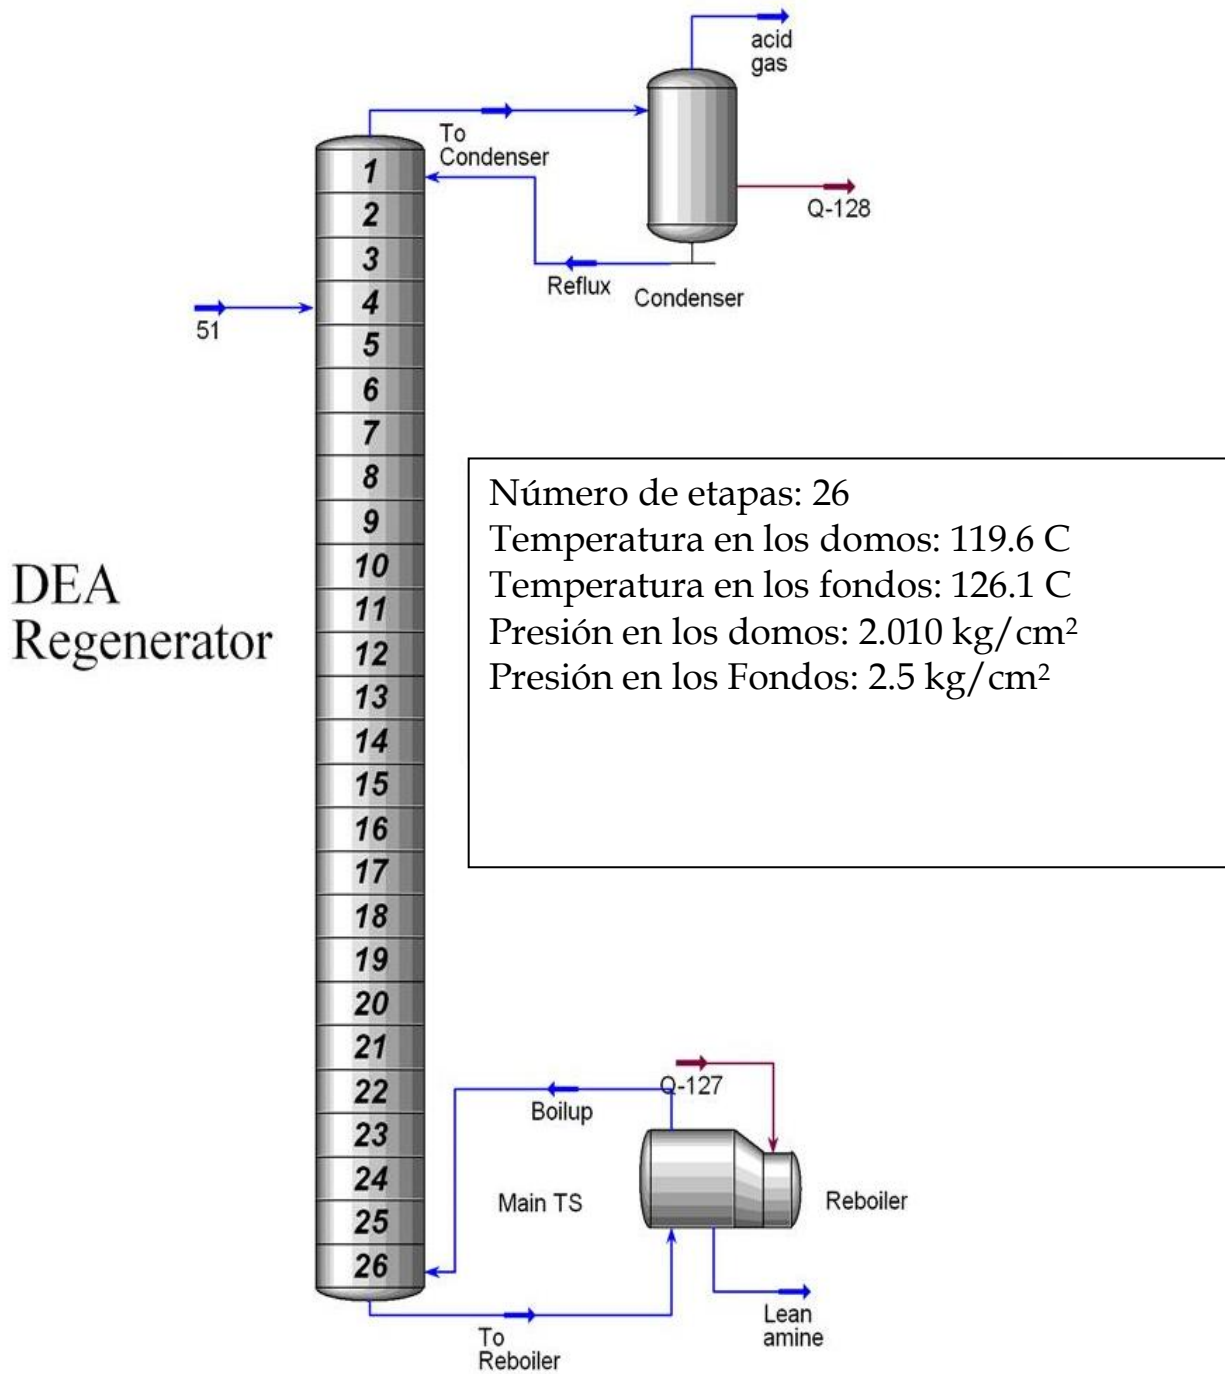 acid
gas
To
Condenser
Q-128
Reflux
Condenser
51
1
2
3
4
5
6
7
8
9
10
11
12
13
14
15
16
17
18
19
20
21
22
23
24
25
26
DEA
Regenerator
Número de etapas: 26
Temperatura en los domos: 119.6 C
Temperatura en los fondos: 126.1 C
Presión en los domos: 2.010 kg/cm²
Presión en los Fondos: 2.5 kg/cm²
Q-127
Boilup
Main TS
Reboiler
Lean
amine
To
Reboiler